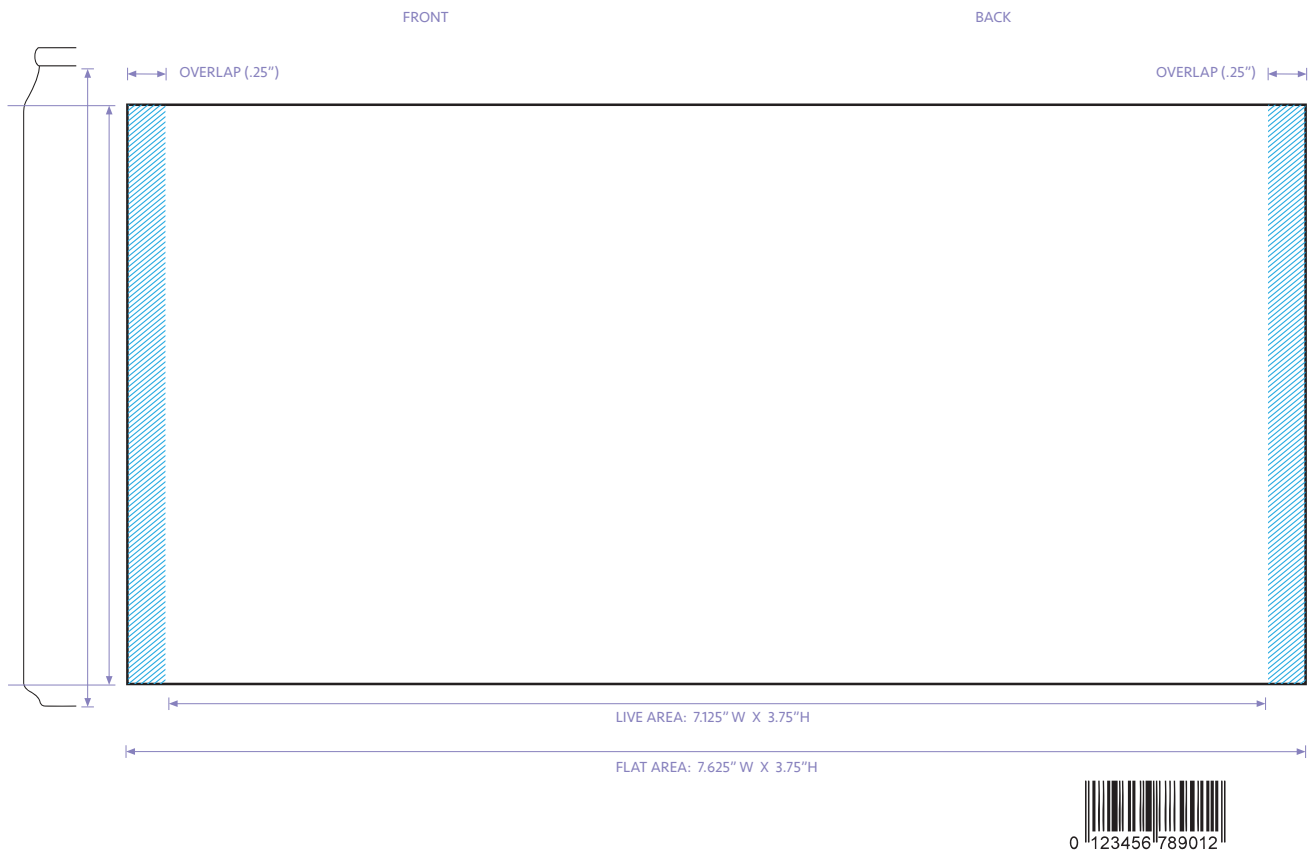 FRONT
BACK
OVERLAP (.25”)
OVERLAP (.25”)
LIVE AREA: 7.125” W X 3.75”H
FLAT AREA: 7.625” W X 3.75”H
0 123456 789012